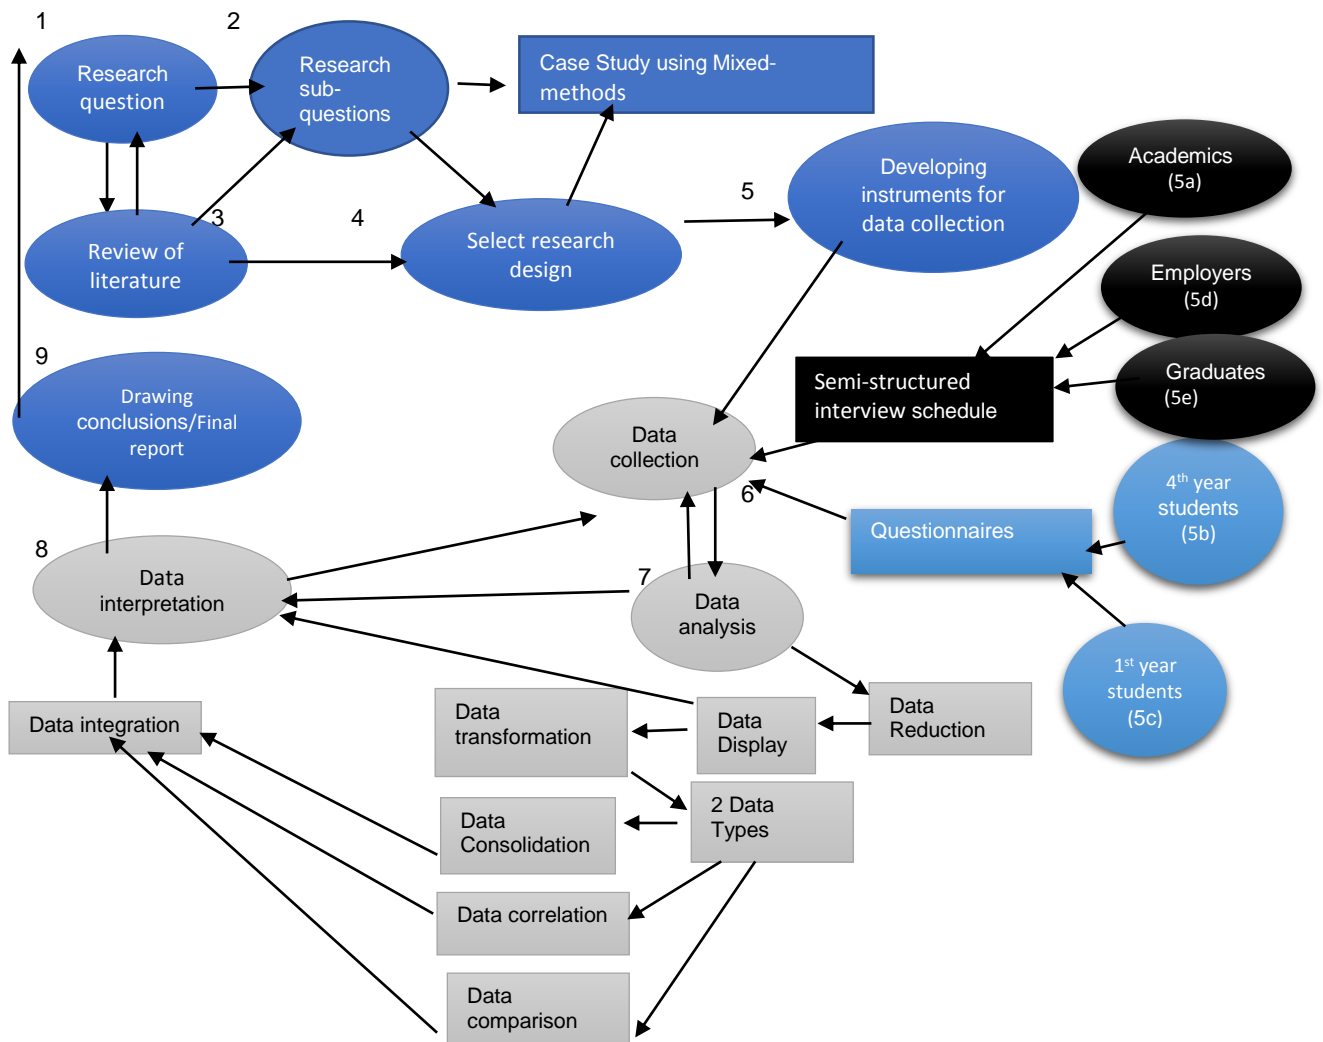 1
Research
question
2
Research
sub-
questions
Case Study using Mixed-
methods
3
Review of
literature
4
Select research
design
5
Developing
instruments for
data collection
Academics
(5a)
Employers
(5d)
Graduates
(5e)
Semi-structured
interview schedule
4th year
students
(5b)
Questionnaires
1st year
students
(5c)
9
Drawing
conclusions/Final
report
Data
collection
6
8
Data
interpretation
7
Data
analysis
Data
Reduction
Data
Display
Data
transformation
Data integration
2 Data
Types
Data
Consolidation
Data correlation
Data
comparison